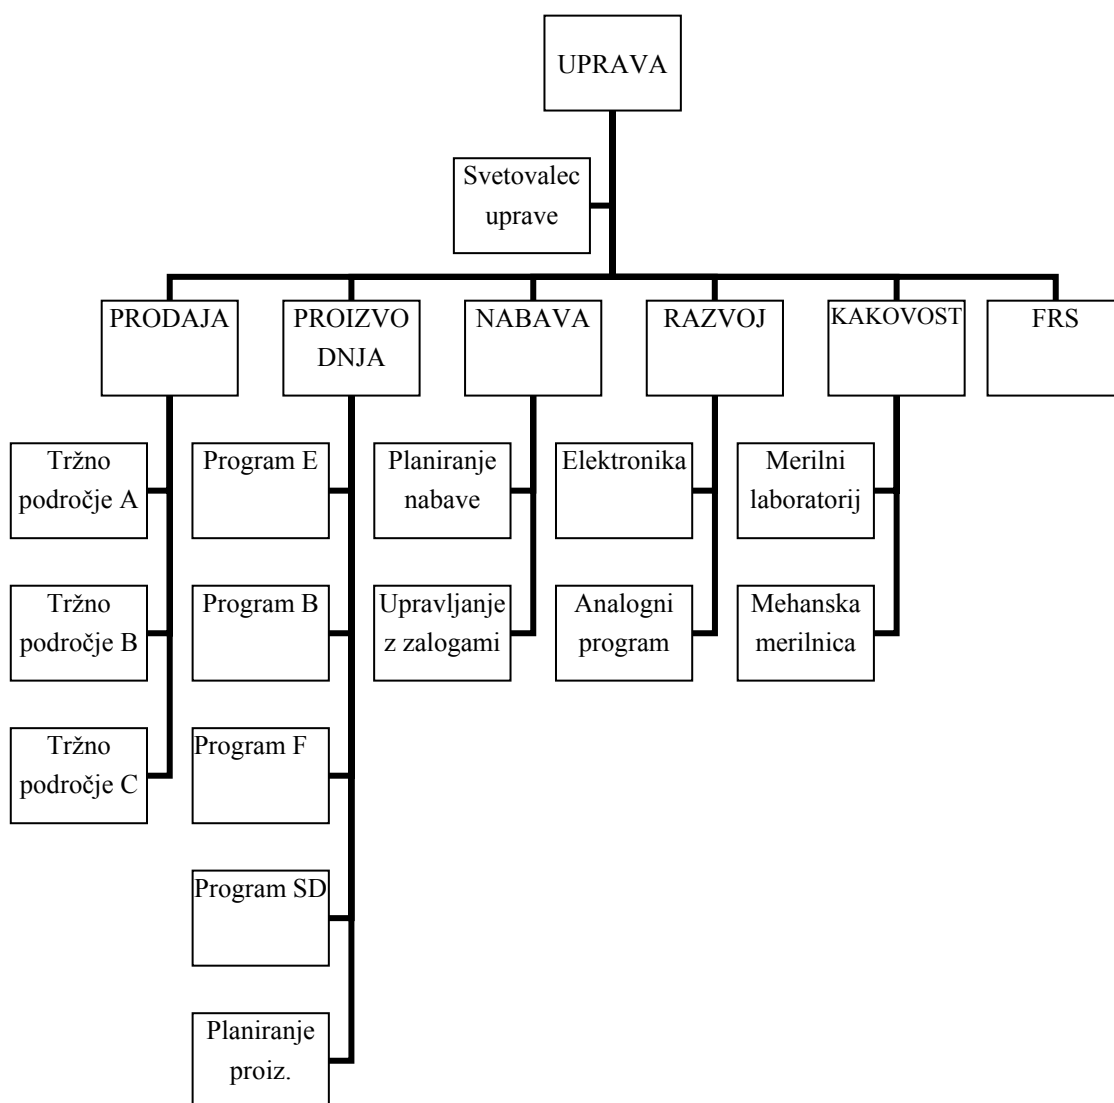 UPRAVA
Svetovalec
uprave
PRODAJA
PROIZVO
DNJA
NABAVA
RAZVOJ
KAKOVOST
FRS
Tržno
področje A
Program E
Planiranje
nabave
Elektronika
Merilni
laboratorij
Tržno
področje B
Program B
Upravljanje
z zalogami
Analogni
program
Mehanska
merilnica
Tržno
področje C
Program F
Program SD
Planiranje
proiz.